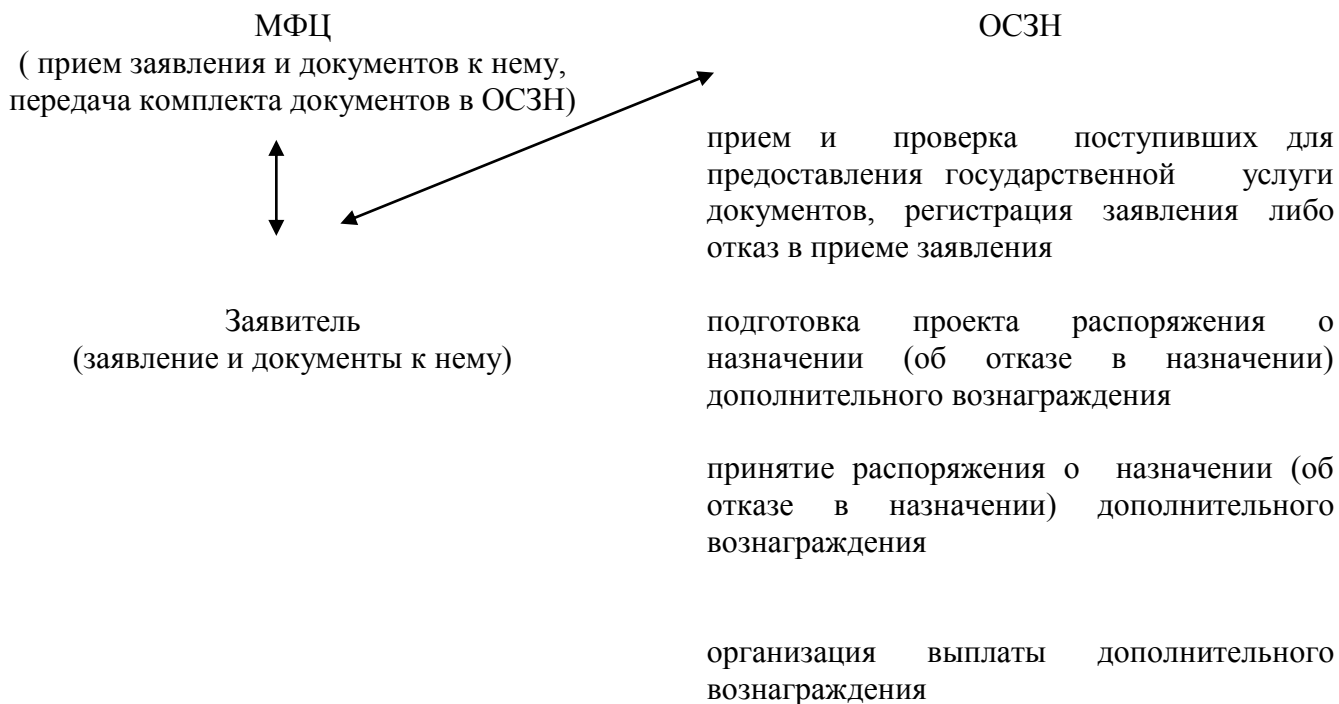 МФЦ
( прием заявления и документов к нему,
передача комплекта документов в ОСЗН)
Заявитель
(заявление и документы к нему)
ОСЗН
прием и проверка поступивших для
предоставления государственной услуги
документов, регистрация заявления либо
отказ в приеме заявления
подготовка проекта распоряжения о
назначении (об отказе в назначении)
дополнительного вознаграждения
принятие распоряжения о назначении (об
отказе в назначении) дополнительного
вознаграждения
организация выплаты дополнительного
вознаграждения